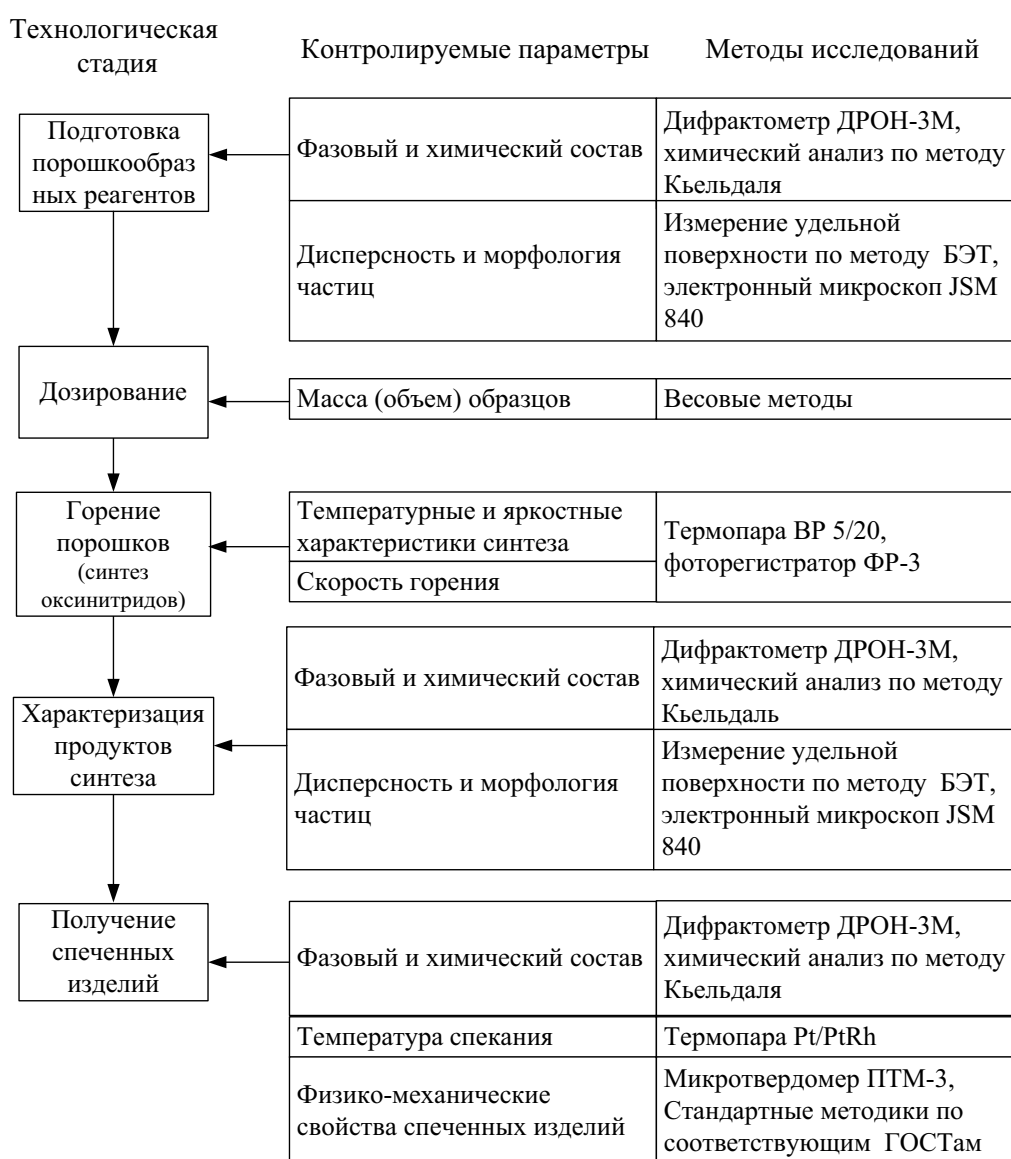 Технологическая
стадия
Контролируемые параметры
Методы исследований
Подготовка
порошкообраз
ных реагентов
Фазовый и химический состав
Дифрактометр ДРОН-3М,
химический анализ по методу
Кьельдаля
Дисперсность и морфология
частиц
Измерение удельной
поверхности по методу БЭТ,
электронный микроскоп JSM
840
Дозирование
Масса (объем) образцов
Весовые методы
Горение
порошков
(синтез
оксинитридов)
Температурные и яркостные
характеристики синтеза
Скорость горения
Термопара ВР 5/20,
фоторегистратор ФР-3
Характеризация
продуктов
синтеза
Фазовый и химический состав
Дифрактометр ДРОН-3М,
химический анализ по методу
Кьельдаль
Дисперсность и морфология
частиц
Измерение удельной
поверхности по методу БЭТ,
электронный микроскоп JSM
840
Получение
спеченных
изделий
Фазовый и химический состав
Дифрактометр ДРОН-3М,
химический анализ по методу
Кьельдаля
Температура спекания
Термопара Pt/PtRh
Физико-механические
свойства спеченных изделий
Микротвердомер ПТМ-3,
Стандартные методики по
соответствующим ГОСТам